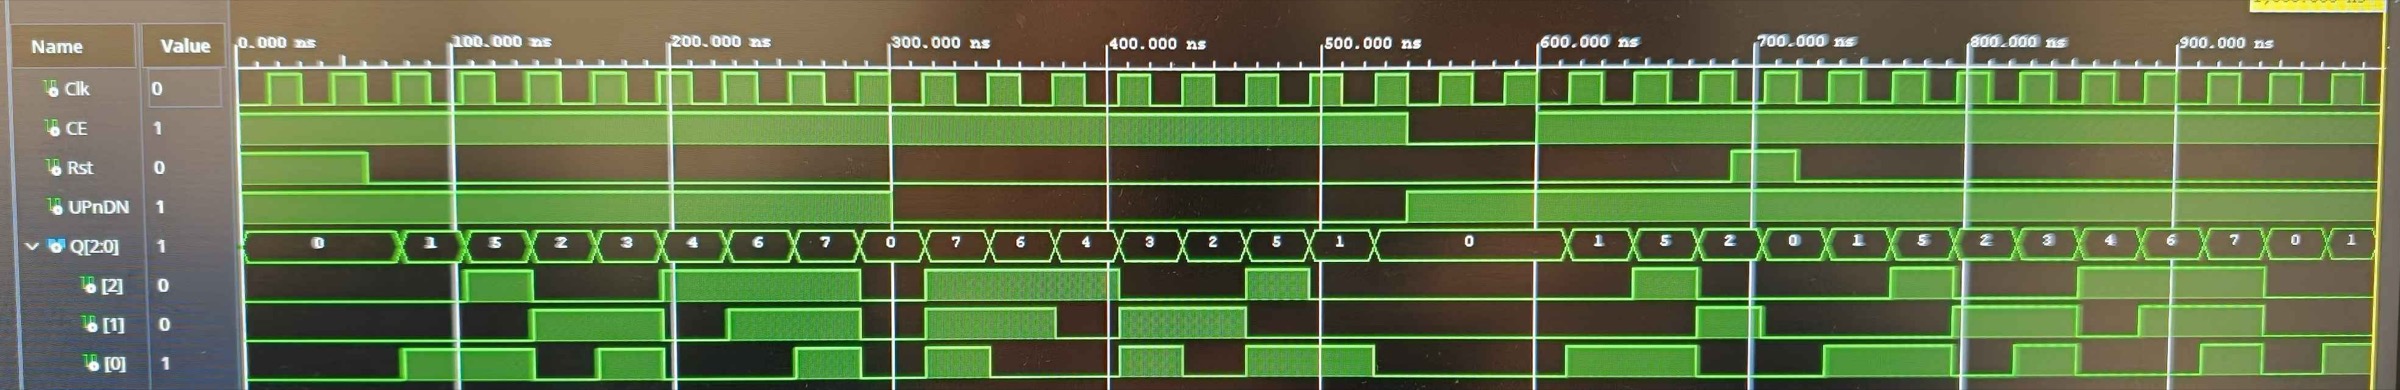 Name Value 0.000 ns 100.000 ns 200.000 ns 300.000 ns 400.000 ns 500.000 ns 600.000 ns 700.000 ns 800.000 ns 900.000 ns
Clk 0
CE 1
Rst 0
UPnDN 1
Q[2:0] 1 0 1 5 2 3 4 6 7 0 7 6 4 3 2 5 1 0 1 5 2 0 1 5 2 3 4 6 7 0 1
[2] 0
[1] 0
[0] 1